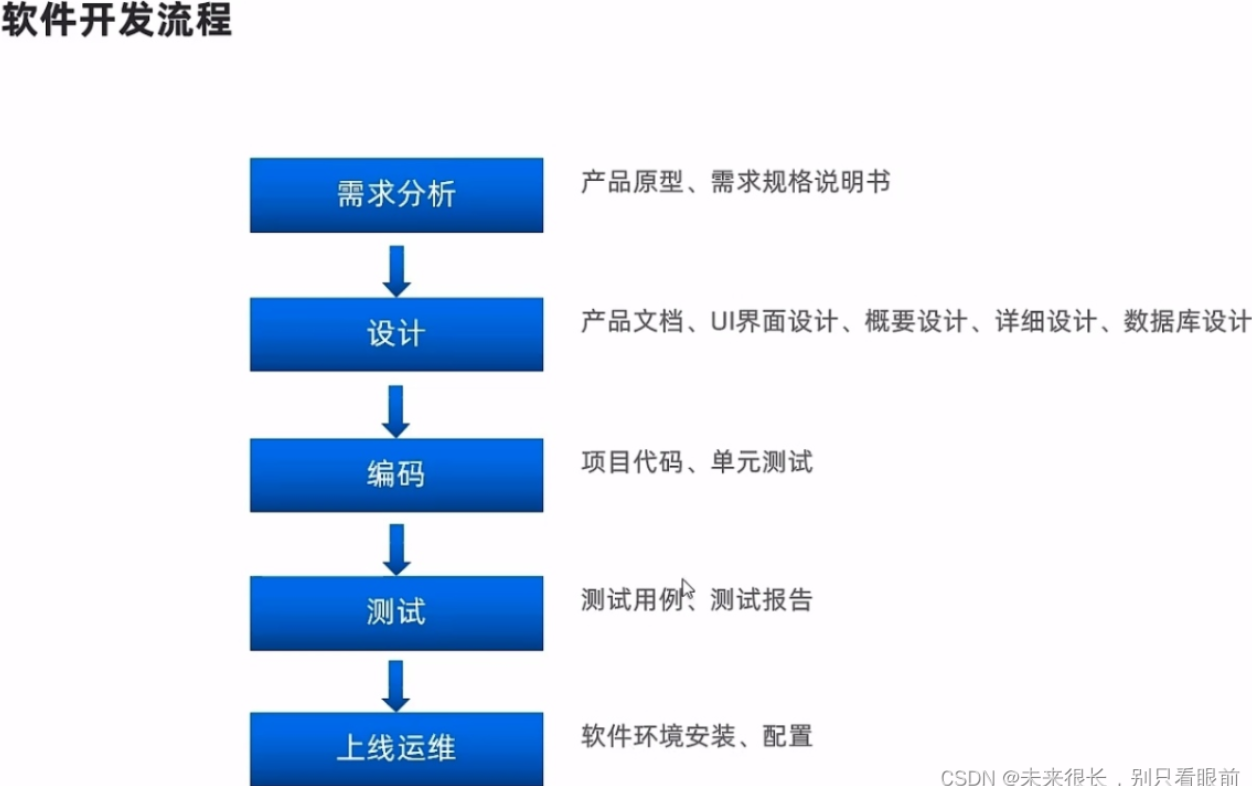 软件开发流程
需求分析
产品原型、需求规格说明书
设计
产品文档、UI界面设计、概要设计、详细设计、数据库设计
编码
项目代码、单元测试
测试
测试用例、测试报告
上线运维
软件环境安装、配置
CSDN @未来很长，别只看眼前